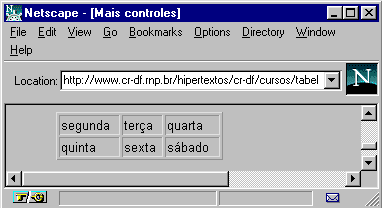 Netscape - [Mais controles]
File Edit View Go Bookmarks Options Directory Window
Help
Location: http://www.cr-df.rnp.br/hipertextos/cr-df/cursos/tabel
N
segunda terça quarta
quinta sexta sábado